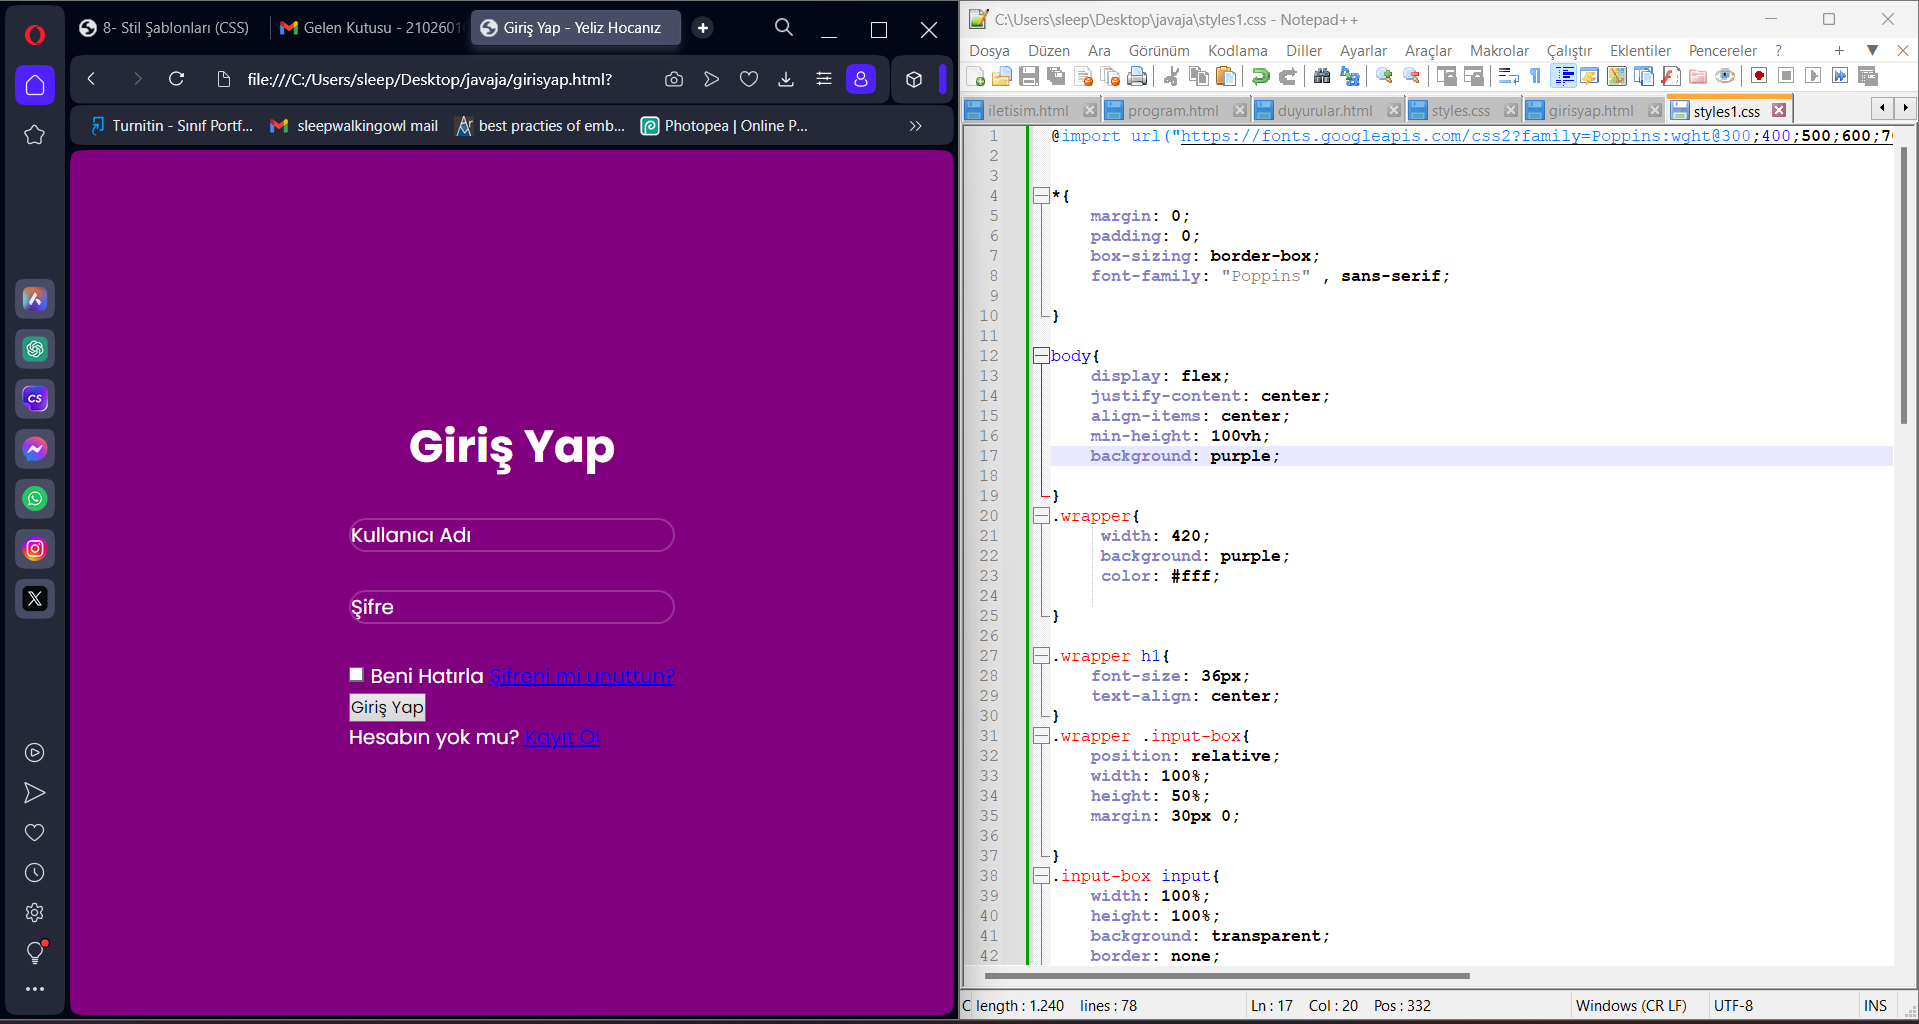 8- Stil Şablonları (CSS)
Gelen Kutusu - 2102601
Giriş Yap - Yeliz Hocanız
file:///C:/Users/sleep/Desktop/javaja/girisyap.html?
Turnitin - Sınıf Portf...
sleepwalkingowl mail
best practies of emb...
Photopea | Online P...
CS
Giriş Yap
Kullanıcı Adı
Şifre
Beni Hatırla Şifreni mi unuttun?
Giriş Yap
Hesabın yok mu? Kayıt Ol
C:\Users\sleep\Desktop\javaja\styles1.css - Notepad++
Dosya Düzen Ara Görünüm Kodlama Diller Ayarlar Araçlar Makrolar Çalıştır Eklentiler Pencereler ?
iletisim.html program.html duyurular.html styles.css girisyap.html styles1.css
1 @import url("https://fonts.googleapis.com/css2?family=Poppins:wght@300;400;500;600;70
2
3
4 *{
5 margin: 0;
6 padding: 0;
7 box-sizing: border-box;
8 font-family: "Poppins" , sans-serif;
9
10 }
11
12 body{
13 display: flex;
14 justify-content: center;
15 align-items: center;
16 min-height: 100vh;
17 background: purple;
18
19 }
20 .wrapper{
21 width: 420;
22 background: purple;
23 color: #fff;
24
25 }
26
27 .wrapper h1{
28 font-size: 36px;
29 text-align: center;
30 }
31 .wrapper .input-box{
32 position: relative;
33 width: 100%;
34 height: 50%;
35 margin: 30px 0;
36
37 }
38 .input-box input{
39 width: 100%;
40 height: 100%;
41 background: transparent;
42 border: none;
C length : 1.240 lines : 78 Ln : 17 Col : 20 Pos : 332 Windows (CR LF) UTF-8 INS